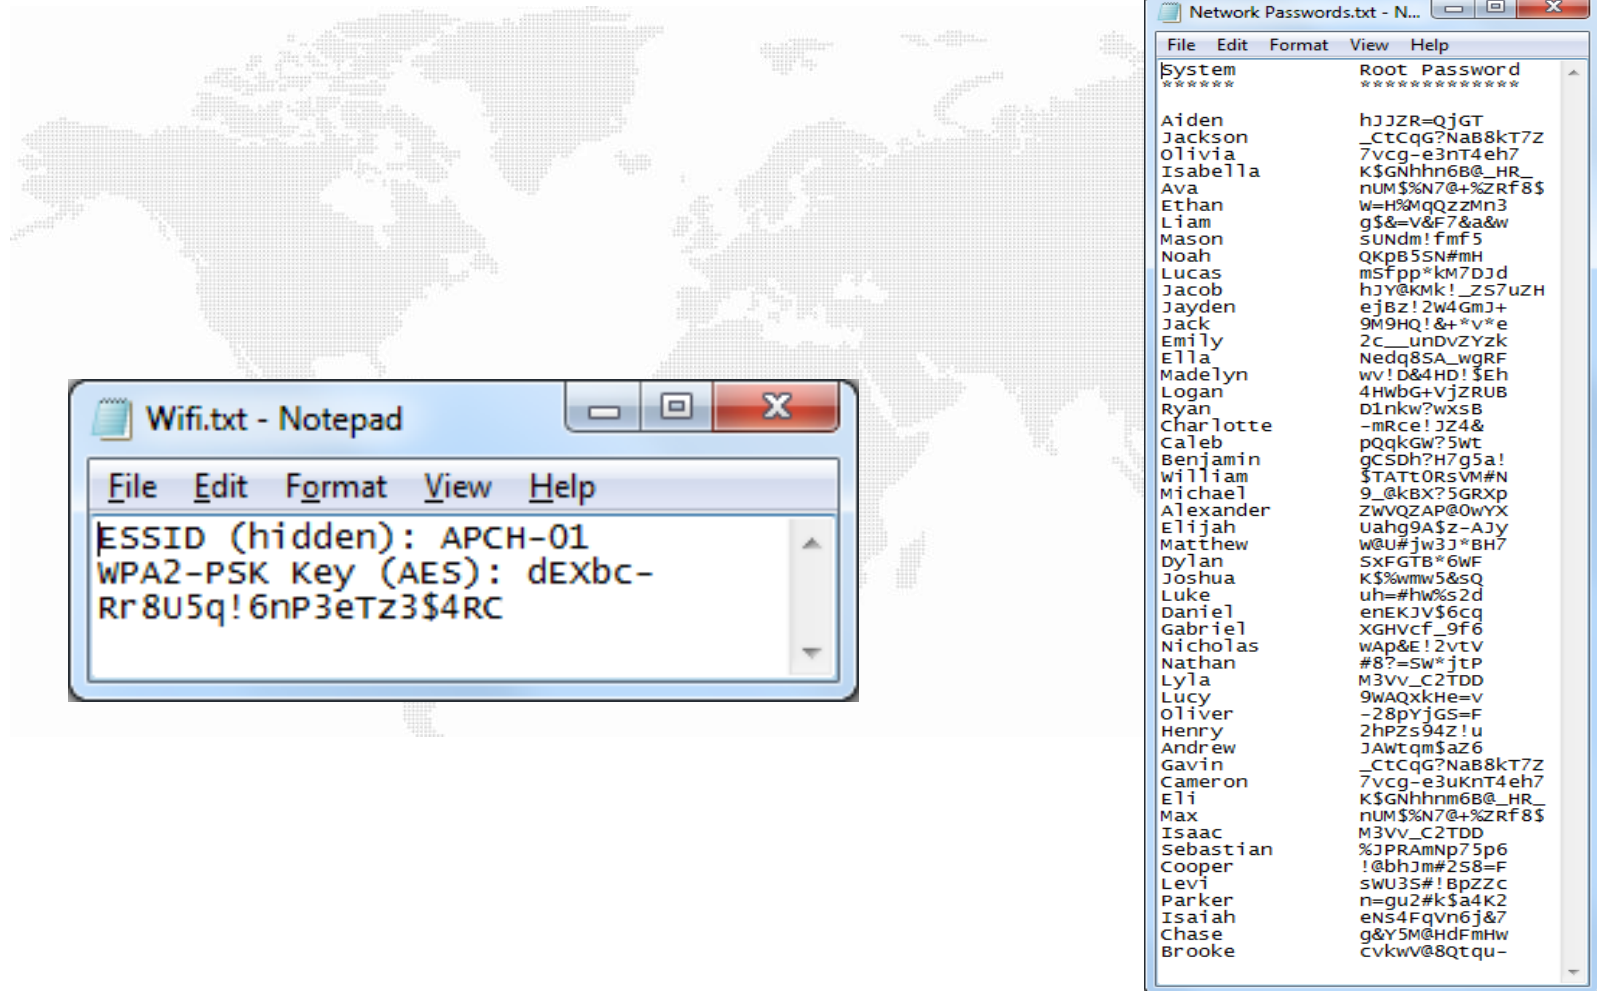 Wifi.txt - Notepad
File Edit Format View Help
ESSID (hidden): APCH-01
WPA2-PSK Key (AES): dEXbc-
Rr8U5q!6nP3eTz3$4RC
Network Passwords.txt - N...
File Edit Format View Help
System Root Password
****** *************
Aiden hJJZR=QjGT
Jackson _CtCqG?NaB8kT7Z
Olivia 7vcg-e3nT4eh7
Isabella K$GNhhn6B@_HR_
Ava nUM$%N7@+%ZRf8$
Ethan W=H%MqQzzMn3
Liam g$&=V&F7&a&w
Mason sUNdm!fmf5
Noah QKpB5SN#mH
Lucas mSfpp*kM7DJd
Jacob hJY@KMk!_ZS7uZH
Jayden ejBz!2W4GmJ+
Jack 9M9HQ!&+*v*e
Emily 2c__unDvZYzk
Ella Nedq8SA_wgRF
Madelyn wv!D&4HD!$Eh
Logan 4HWbG+VjZRUB
Ryan D1nkw?wxsB
Charlotte -mRce!JZ4&
Caleb pQqkGW?5Wt
Benjamin gCSDh?H7g5a!
William $TATtORsVM#N
Michael 9_@kBX?5GRXp
Alexander ZWVQZAP@OwYX
Elijah Uahg9A$z-AJy
Matthew W@U#jw3J*BH7
Dylan SxFGTB*6WF
Joshua K$%wmw5&sQ
Luke uh=#hW%s2d
Daniel enEKJV$6cq
Gabriel XGHVcf_9f6
Nicholas wAp&E!2vtV
Nathan #8?=SW*jtP
Lyla M3Vv_C2TDD
Lucy 9WAQxkHe=v
Oliver -28pYjGS=F
Henry 2hPZs94Z!u
Andrew JAWtqm$aZ6
Gavin _CtCqG?NaB8kT7Z
Cameron 7vcg-e3uKnT4eh7
Eli K$GNhhnm6B@_HR_
Max nUM$%N7@+%ZRf8$
Isaac M3Vv_C2TDD
Sebastian %JPRAmNp75p6
Cooper !@bhJm#2S8=F
Levi sWU3S#!BpZZc
Parker n=gu2#k$a4K2
Isaiah eNs4FqVn6j&7
Chase g&Y5M@HdFmHw
Brooke cvkwV@8Qtqu-